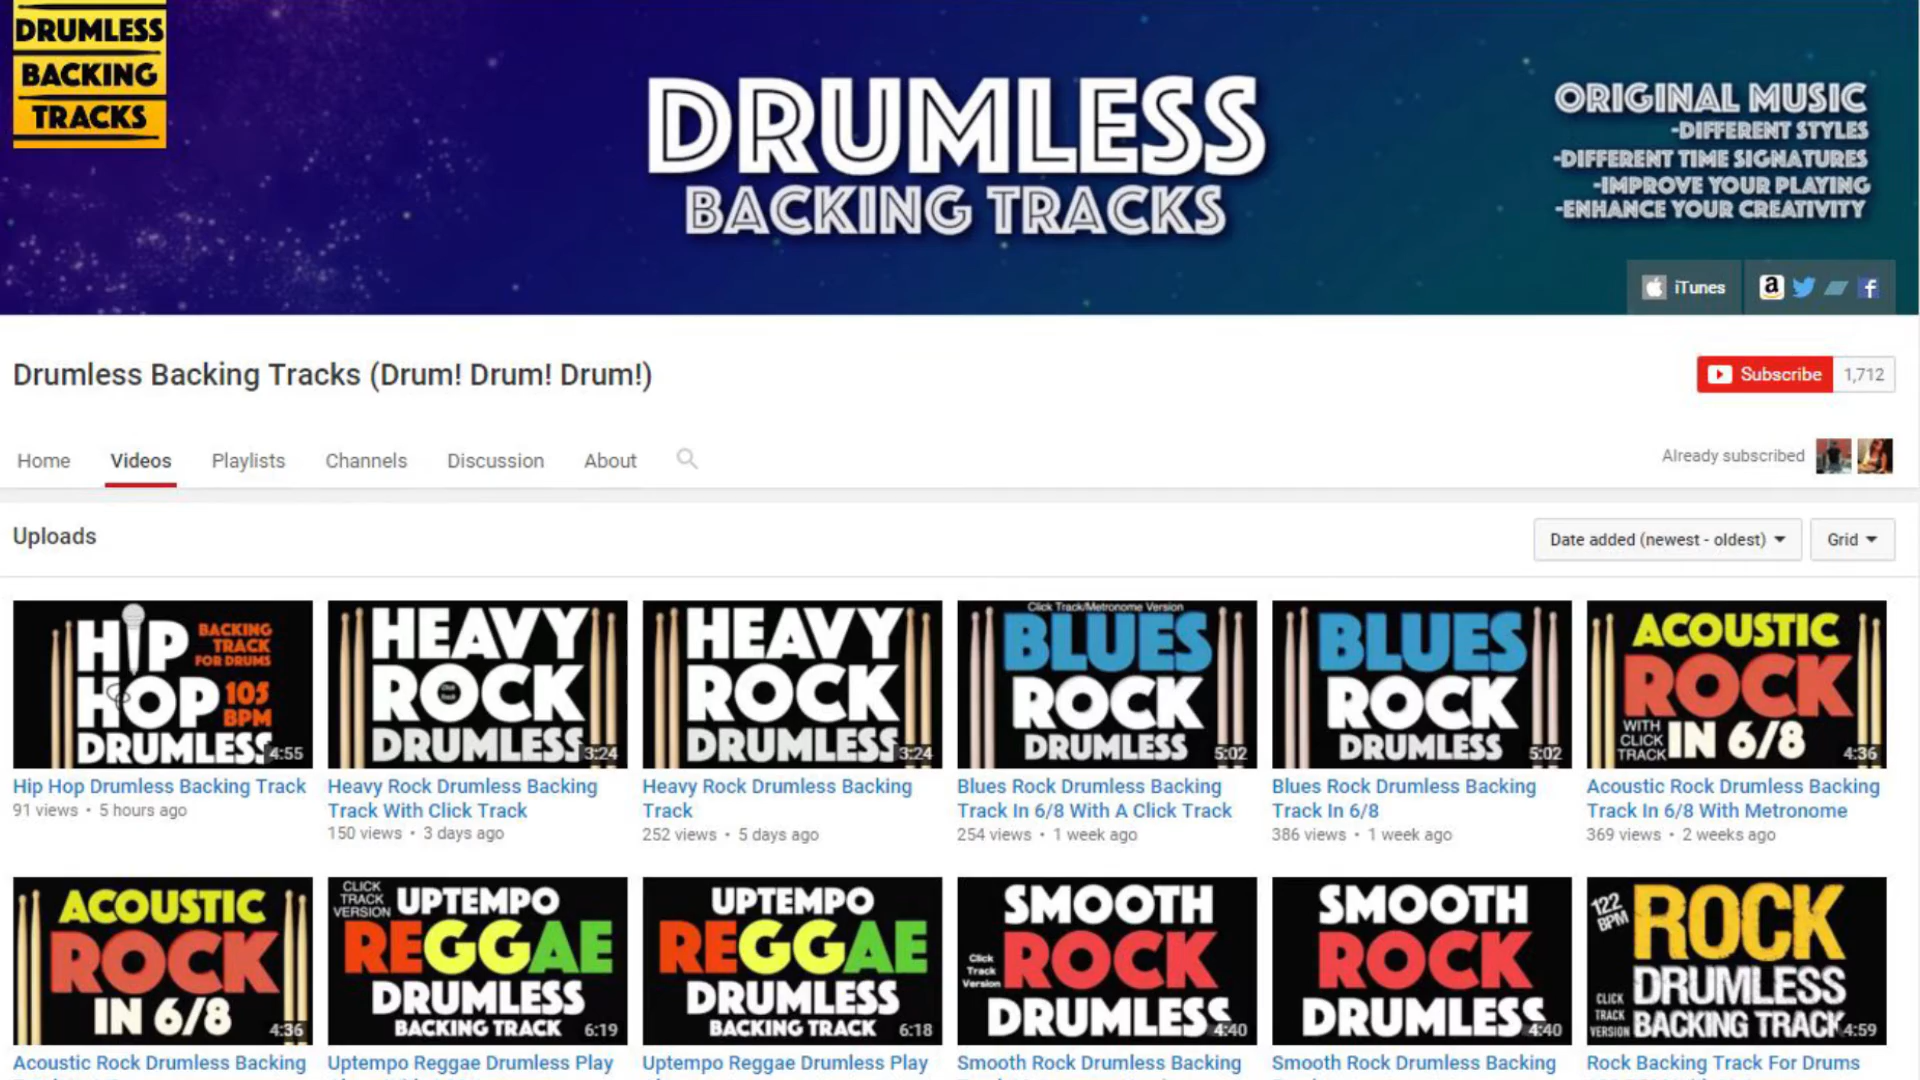 DRUMLESS
BACKING
TRACKS
DRUMLESS
BACKING TRACKS
ORIGINAL MUSIC
-DIFFERENT STYLES
-DIFFERENT TIME SIGNATURES
-IMPROVE YOUR PLAYING
-ENHANCE YOUR CREATIVITY
iTunes
Drumless Backing Tracks (Drum! Drum! Drum!)
Subscribe 1,712
Home Videos Playlists Channels Discussion About
Already subscribed
Uploads
Date added (newest - oldest) Grid
HIP HOP DRUMLESS BACKING TRACK FOR DRUMS 105 BPM 4:55
HEAVY ROCK DRUMLESS 3:24
HEAVY ROCK DRUMLESS 3:24
Click Track/Metronome Version BLUES ROCK DRUMLESS 5:02
BLUES ROCK DRUMLESS 5:02
ACOUSTIC ROCK WITH CLICK TRACK IN 6/8 4:36
Hip Hop Drumless Backing Track
91 views • 5 hours ago
Heavy Rock Drumless Backing
Track With Click Track
150 views • 3 days ago
Heavy Rock Drumless Backing
Track
252 views • 5 days ago
Blues Rock Drumless Backing
Track In 6/8 With A Click Track
254 views • 1 week ago
Blues Rock Drumless Backing
Track In 6/8
386 views • 1 week ago
Acoustic Rock Drumless Backing
Track In 6/8 With Metronome
369 views • 2 weeks ago
ACOUSTIC ROCK IN 6/8 4:36
CLICK TRACK VERSION UPTEMPO REGGAE DRUMLESS BACKING TRACK 6:19
UPTEMPO REGGAE DRUMLESS BACKING TRACK 6:18
Click Track Version SMOOTH ROCK DRUMLESS 4:40
SMOOTH ROCK DRUMLESS 4:40
122 BPM ROCK DRUMLESS CLICK TRACK VERSION BACKING TRACK 4:59
Acoustic Rock Drumless Backing
Uptempo Reggae Drumless Play
Uptempo Reggae Drumless Play
Smooth Rock Drumless Backing
Smooth Rock Drumless Backing
Rock Backing Track For Drums